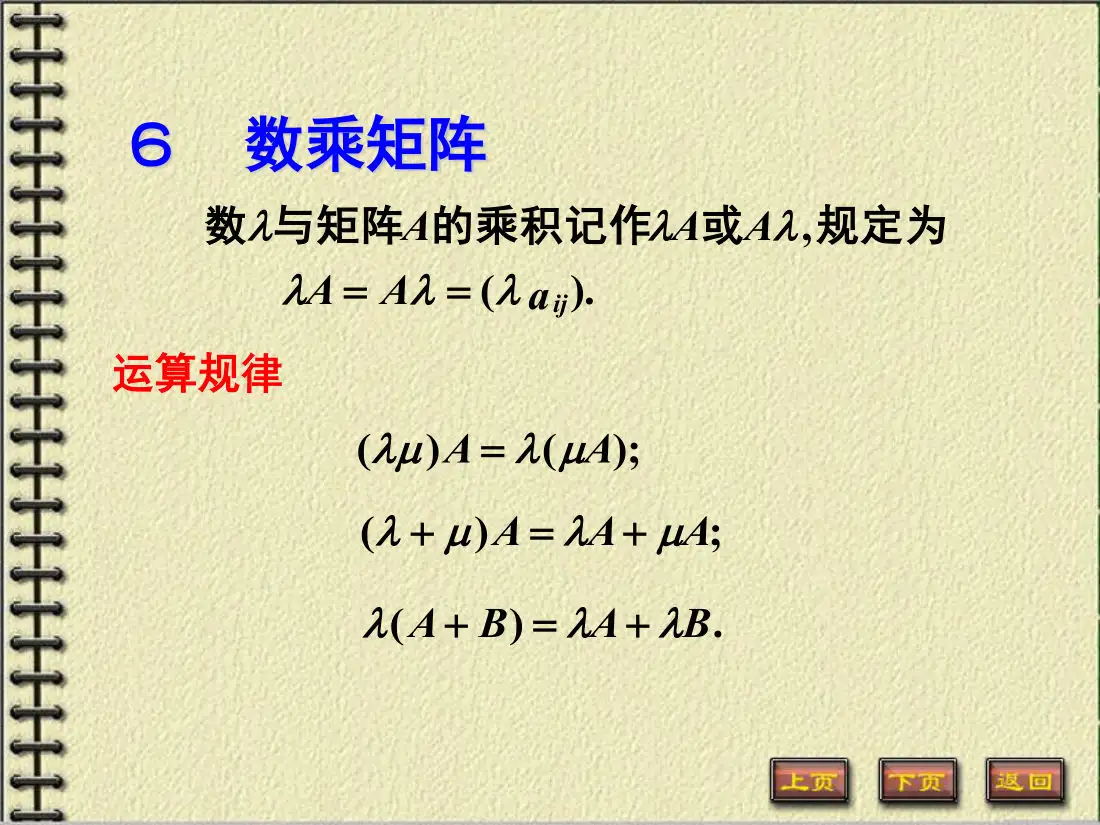 ６　数乘矩阵
数λ与矩阵A的乘积记作λA或Aλ,规定为
λA = Aλ = (λ aij).
运算规律
(λμ)A = λ(μA);
(λ + μ)A = λA + μA;
λ(A + B) = λA + λB.
上页 下页 返回